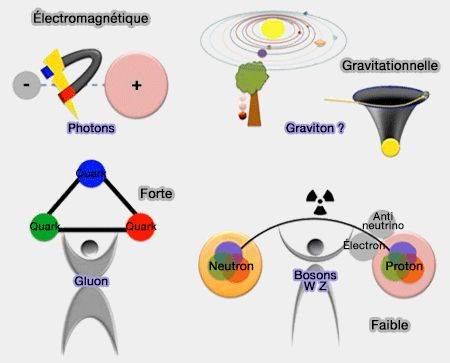 Électromagnétique
-
+
Photons
Gravitationnelle
Graviton ?
Quark
Forte
Quark
Quark
Gluon
Anti
neutrino
Électron
Neutron
Proton
Bosons
W Z
Faible